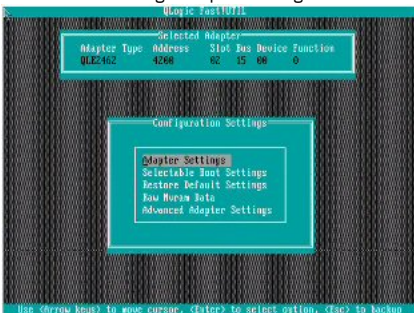 QLogic Fast!UTIL
Selected Adapter
Adapter Type Address Slot Bus Device Function
QLE2462 4200 02 15 00 0
Configuration Settings
Adapter Settings
Selectable Boot Settings
Restore Default Settings
Raw Nvram Data
Advanced Adapter Settings
Use <Arrow keys> to move cursor, <Enter> to select option, <Esc> to backup